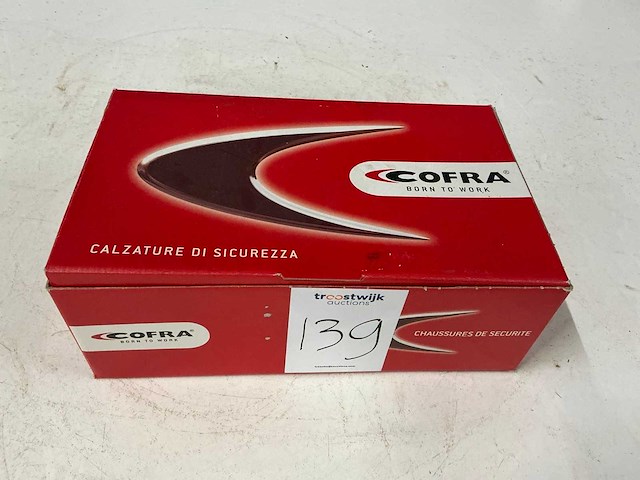 COFRA®
BORN TO WORK
CALZATURE DI SICUREZZA
COFRA®
BORN TO WORK
troostwijk
auctions
139
CHAUSSURES DE SECURITE